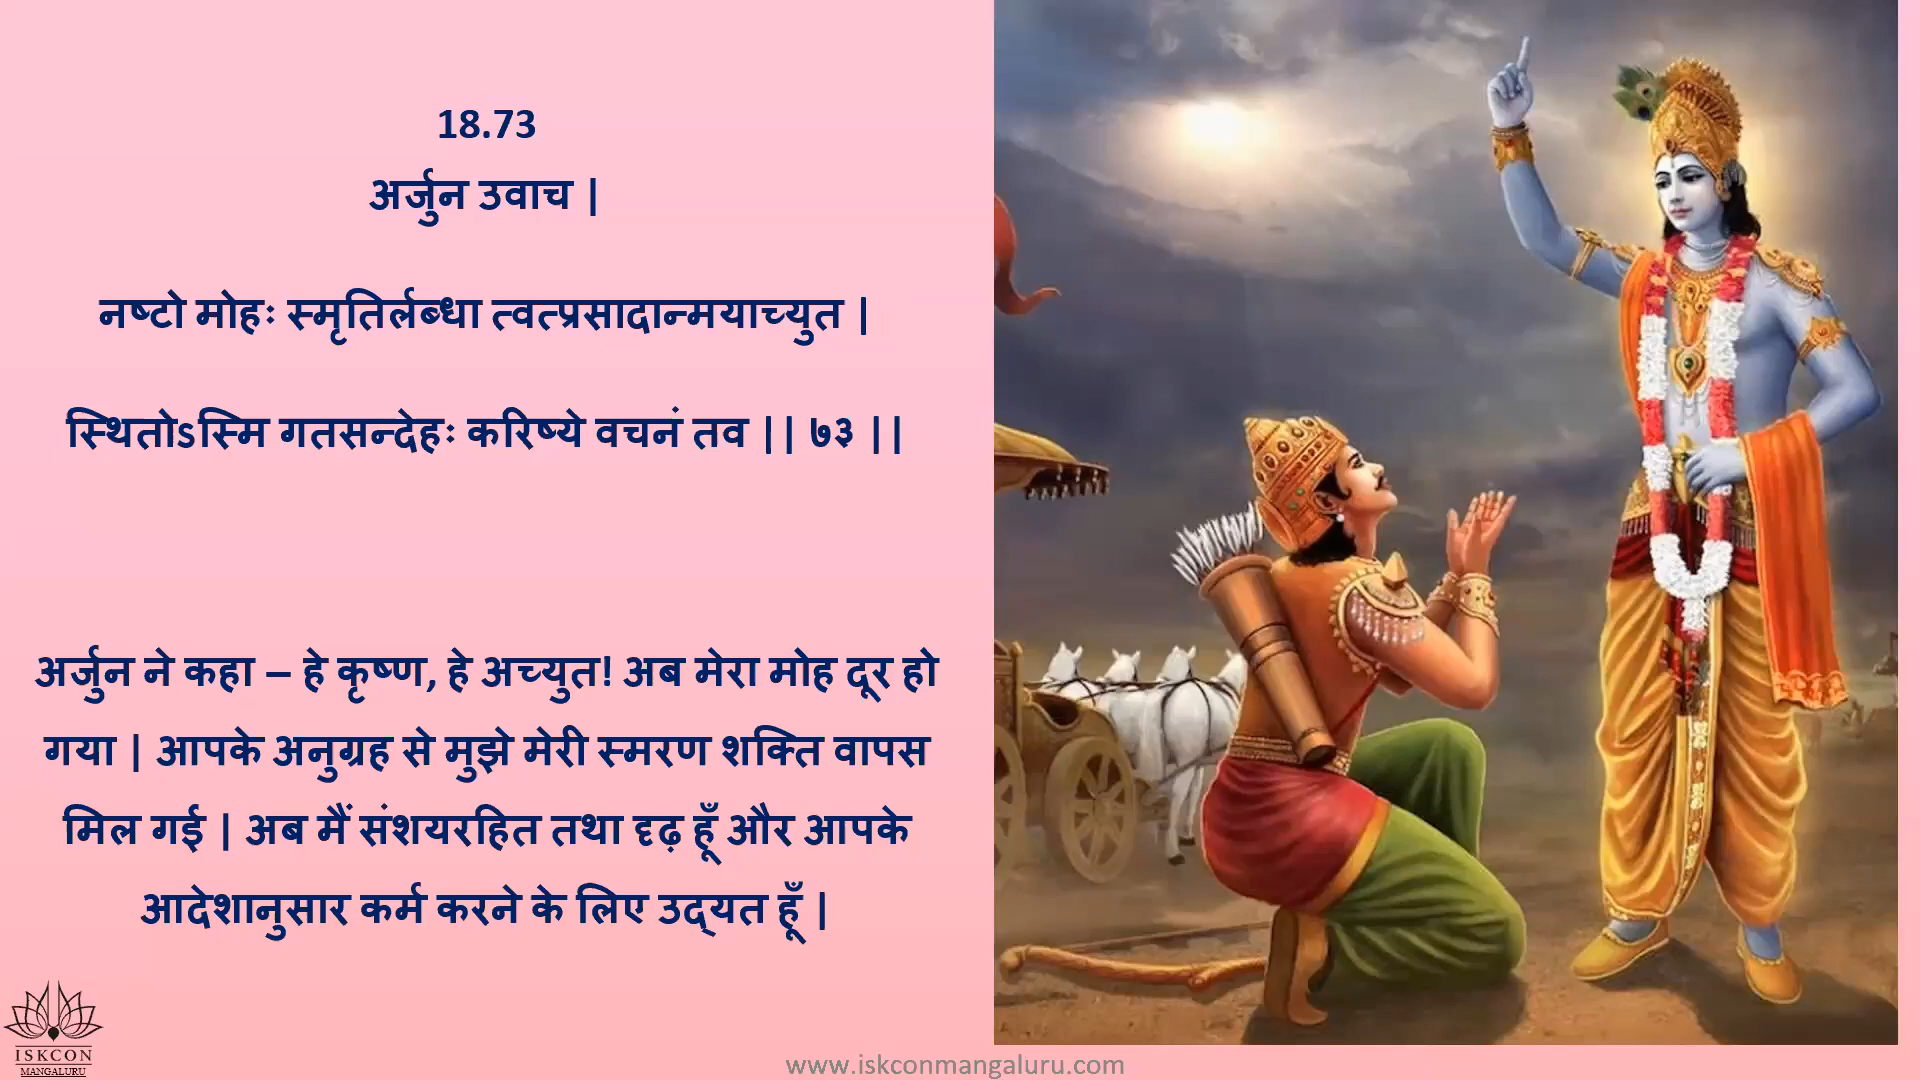 18.73
अर्जुन उवाच |
नष्टो मोहः स्मृतिर्लब्धा त्वत्प्रसादान्मयाच्युत |
स्थितोऽस्मि गतसन्देहः करिष्ये वचनं तव || ७३ ||
अर्जुन ने कहा – हे कृष्ण, हे अच्युत! अब मेरा मोह दूर हो
गया | आपके अनुग्रह से मुझे मेरी स्मरण शक्ति वापस
मिल गई | अब मैं संशयरहित तथा दृढ़ हूँ और आपके
आदेशानुसार कर्म करने के लिए उद्यत हूँ |
ISKCON
MANGALURU
www.iskconmangaluru.com